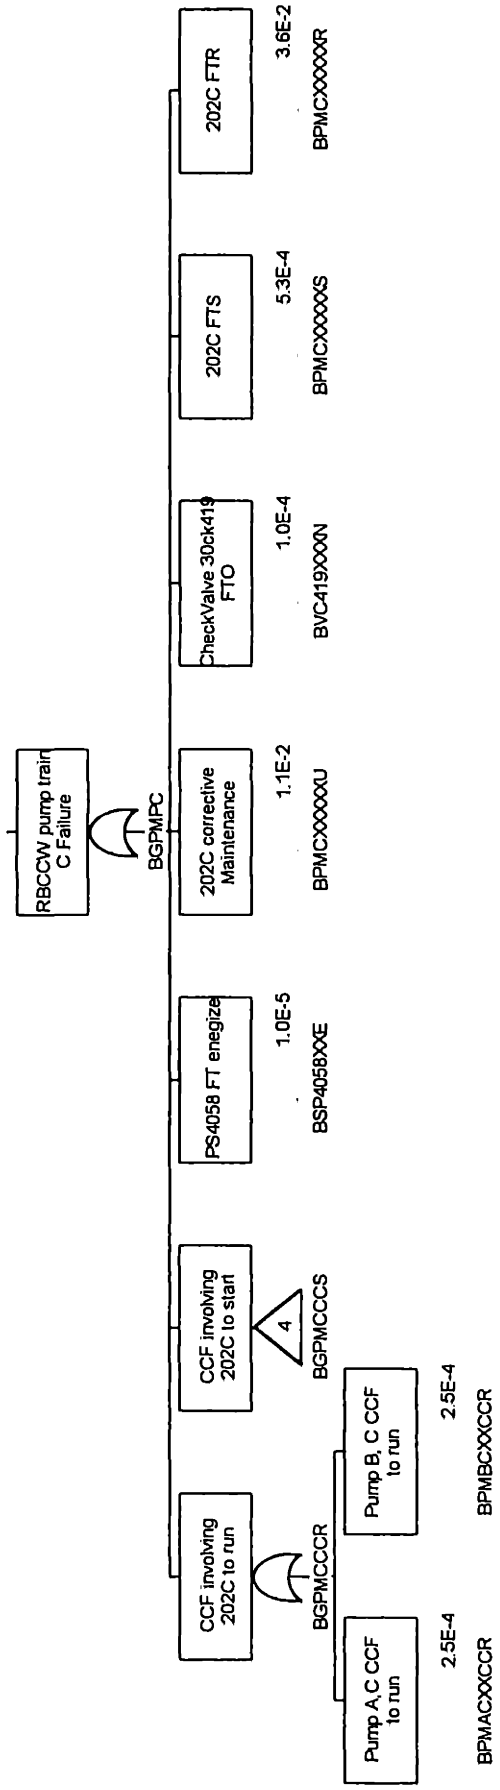 RBCCW pump train
C Failure
BGPMPC
CCF involving
202C to run
BGPMCCCR
CCF involving
202C to start
4
BGPMCCCS
PS4058 FT enegize
1.0E-5
BSP4058XXE
202C corrective
Maintenance
1.1E-2
BPMCXXXXXU
CheckValve 30ck419
FTO
1.0E-4
BVC419XXXN
202C FTS
5.3E-4
BPMCXXXXXS
202C FTR
3.6E-2
BPMCXXXXXR
Pump A,C CCF
to run
2.5E-4
BPMACXXCCR
Pump B, C CCF
to run
2.5E-4
BPMBCXXCCR